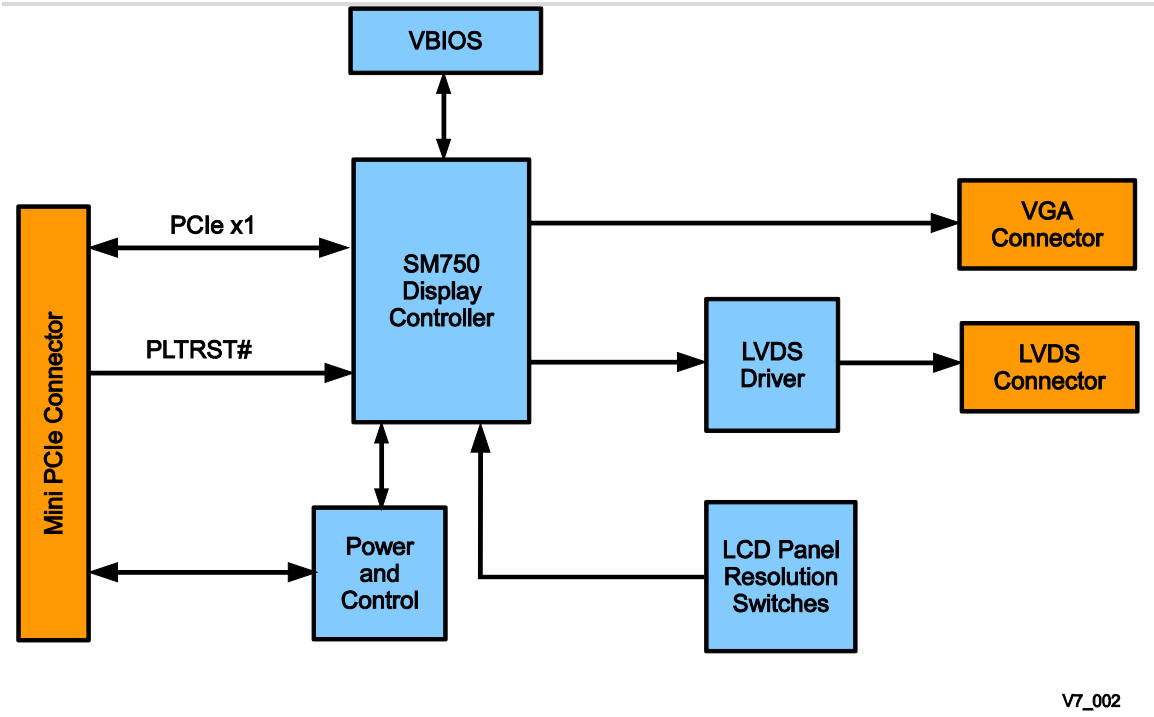 VBIOS
PCIe x1
SM750
Display
Controller
VGA
Connector
PLTRST#
LVDS
Driver
LVDS
Connector
Mini PCIe Connector
Power
and
Control
LCD Panel
Resolution
Switches
V7_002